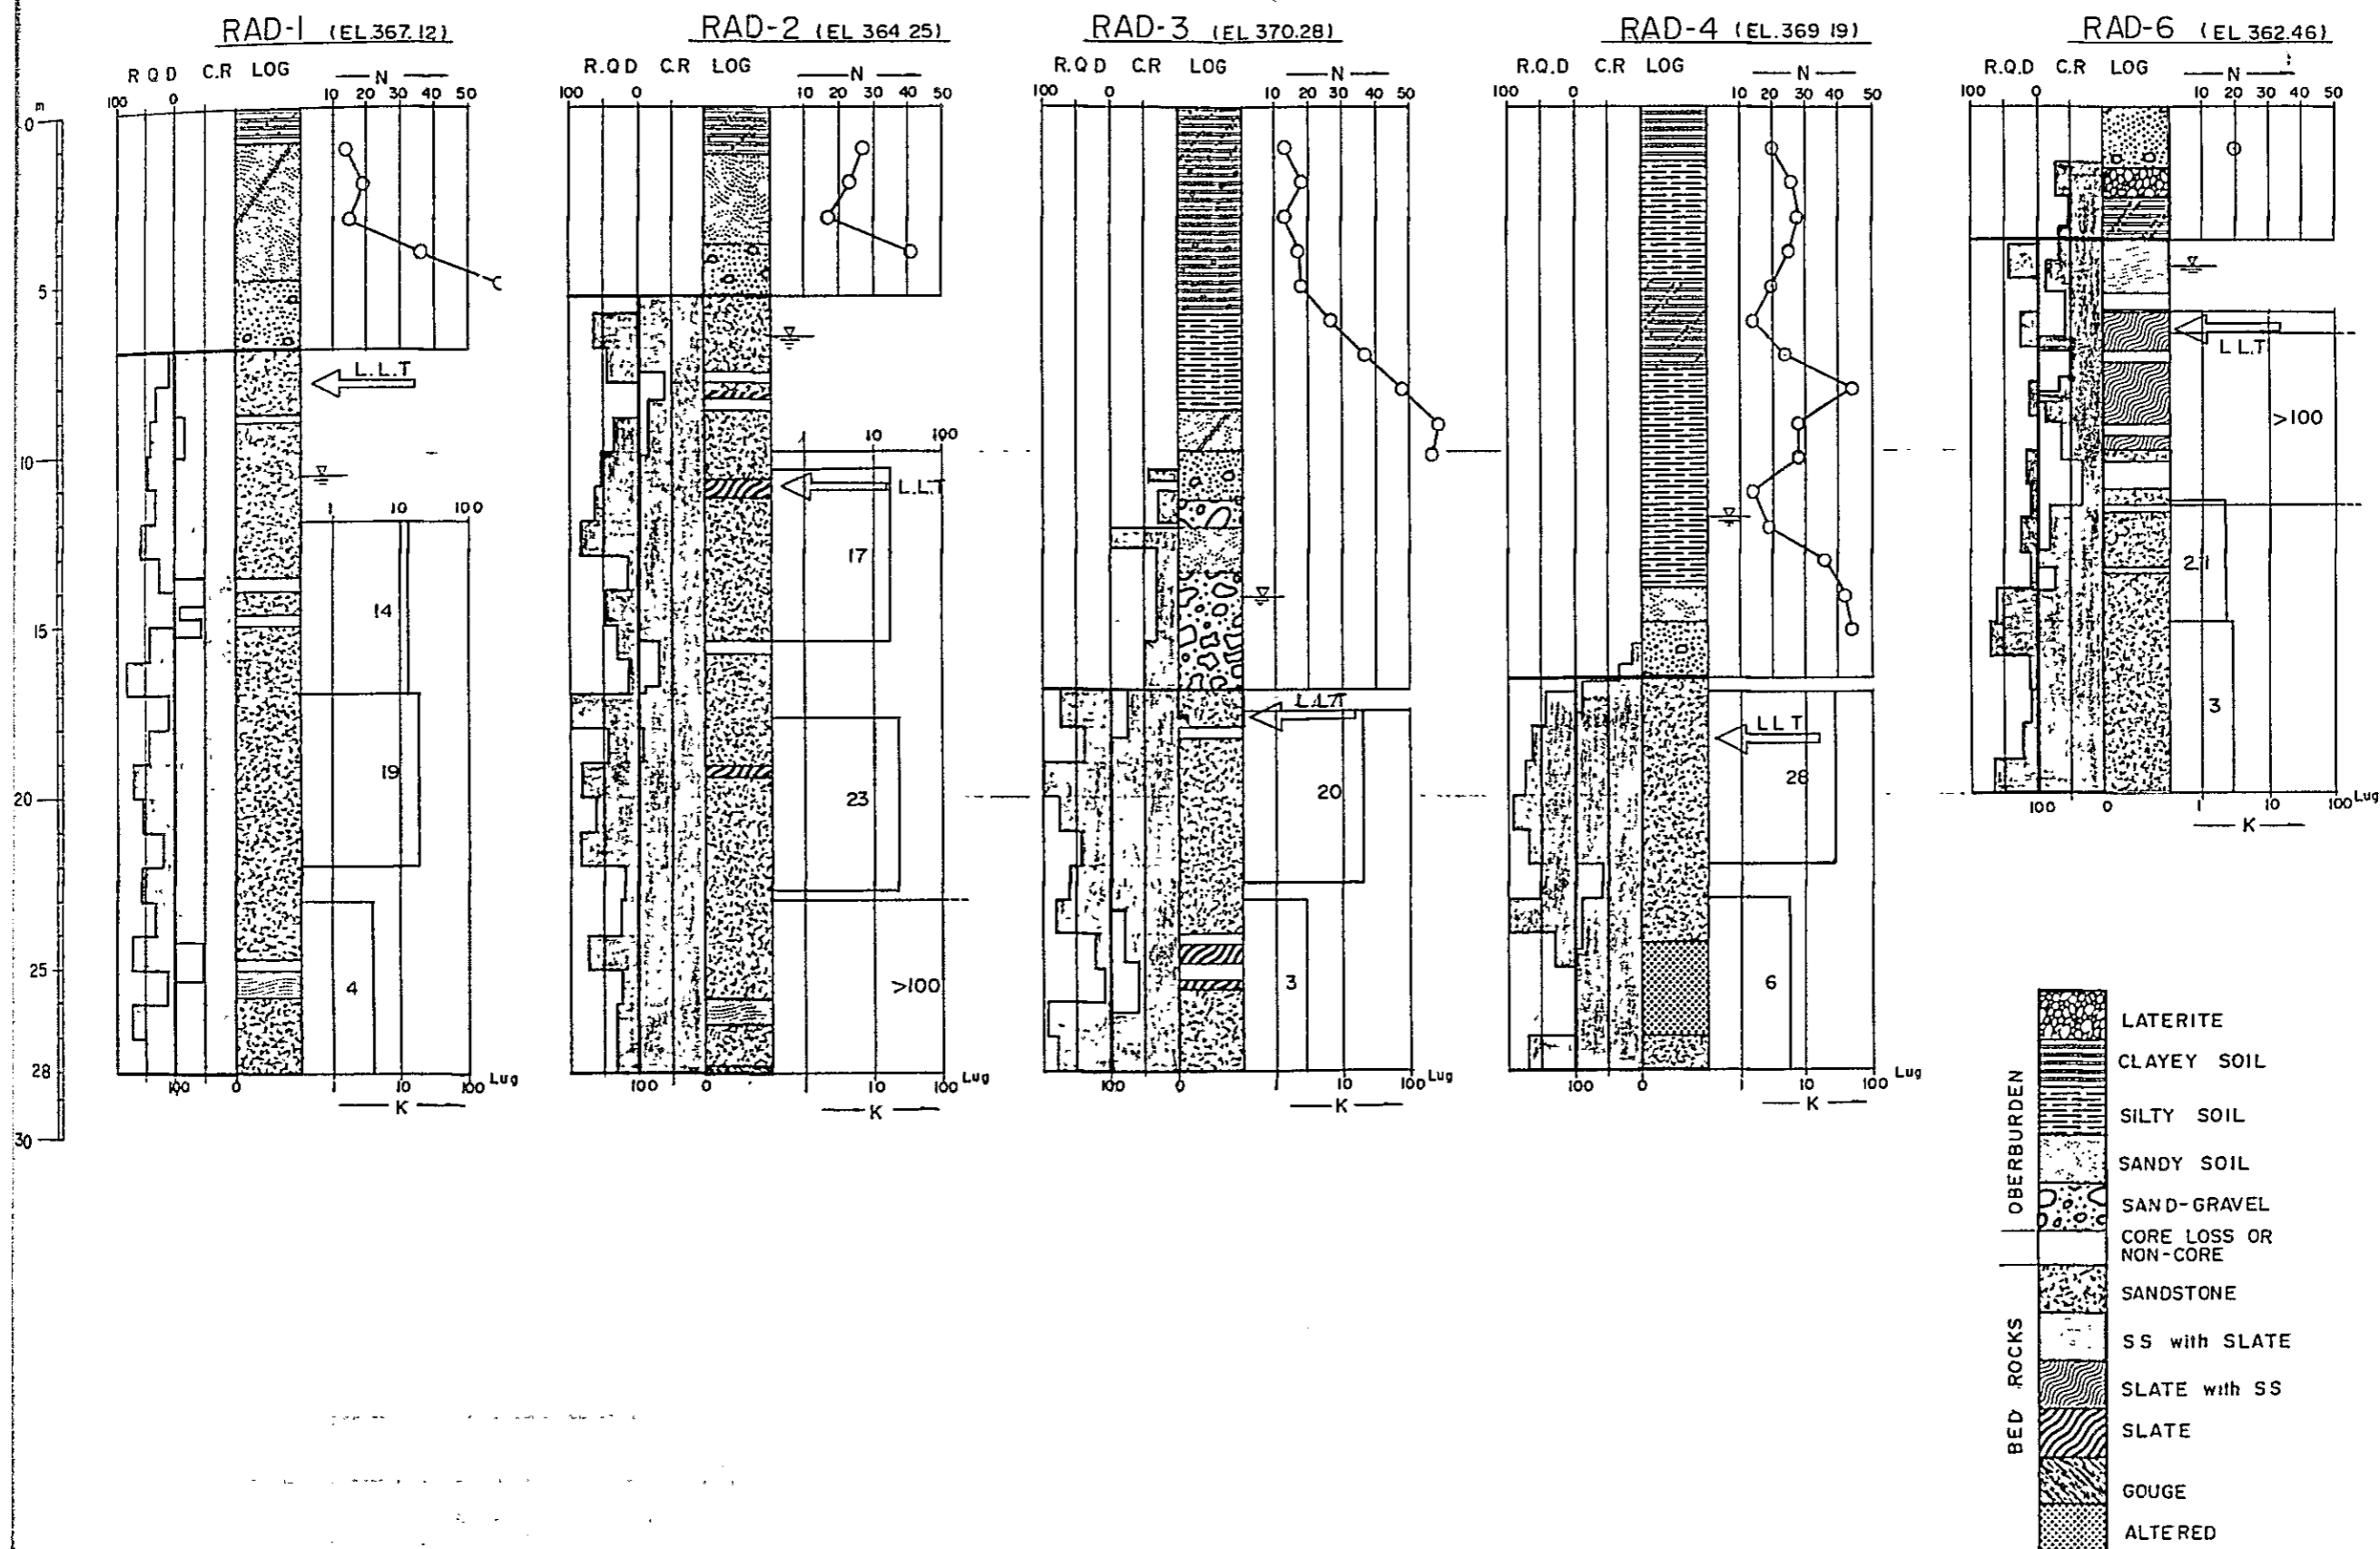 RAD-1 (EL.367.12)
RAD-2 (EL 364 25)
RAD-3 (EL 370.28)
RAD-4 (EL.369 19)
RAD-6 (EL 362.46)
R Q D C.R LOG N
R.Q D C.R LOG N
R.Q D C.R LOG N
R.Q.D C.R LOG N
R.Q D C.R LOG N
m 100 0 10 20 30 40 50
100 0 10 20 30 40 50
100 0 10 20 30 40 50
100 0 10 20 30 40 50
100 0 10 20 30 40 50
0
5
10
15
20
25
28
30
L.L.T
1 10 100
14
19
4
100 0 1 10 100 Lug
K
1 10 100
L.L.T
17
23
>100
100 0 1 10 100 Lug
K
L.L.T
20
3
100 0 1 10 100 Lug
K
L L T
28
6
100 0 1 10 100 Lug
K
L L.T
>100
2.1
3
100 0 1 10 100 Lug
K
OBERBURDEN
LATERITE
CLAYEY SOIL
SILTY SOIL
SANDY SOIL
SAND-GRAVEL
CORE LOSS OR
NON-CORE
BED ROCKS
SANDSTONE
SS with SLATE
SLATE with SS
SLATE
GOUGE
ALTERED